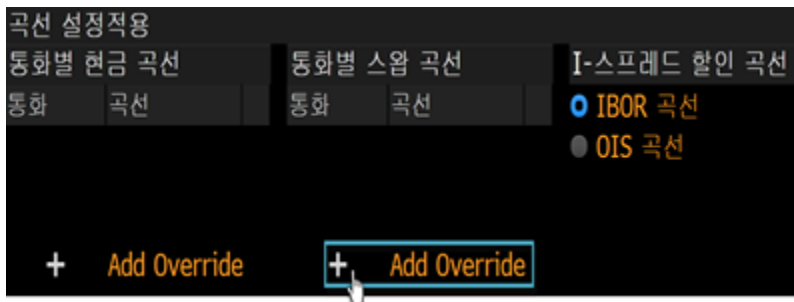 곡선 설정적용
통화별 현금 곡선
통화 곡선
+ Add Override
통화별 스왑 곡선
통화 곡선
+ Add Override
I-스프레드 할인 곡선
IBOR 곡선
OIS 곡선